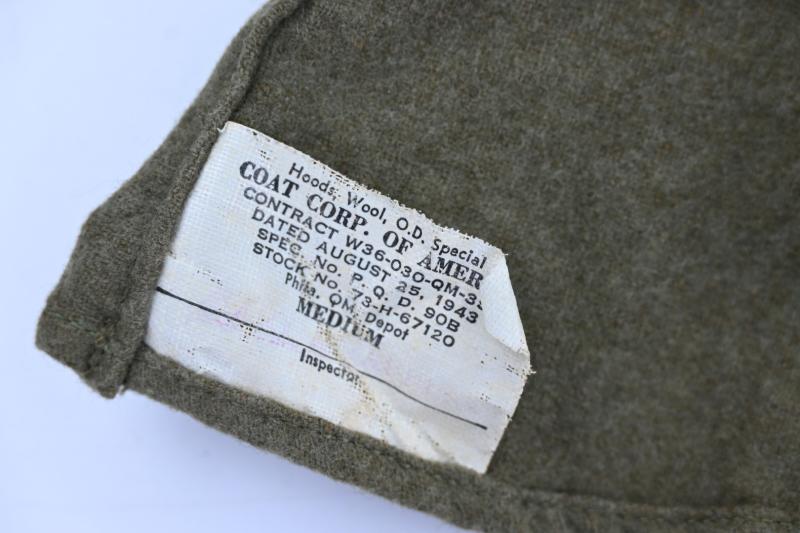 Hoods, Wool, O.D. Special
COAT CORP. OF AMER
CONTRACT W36-030-QM-35
DATED AUGUST 25, 1943
SPEC. NO. P. Q. D. 90B
STOCK NO. 73-H-67120
Phila. QM. Depot
MEDIUM
Inspector